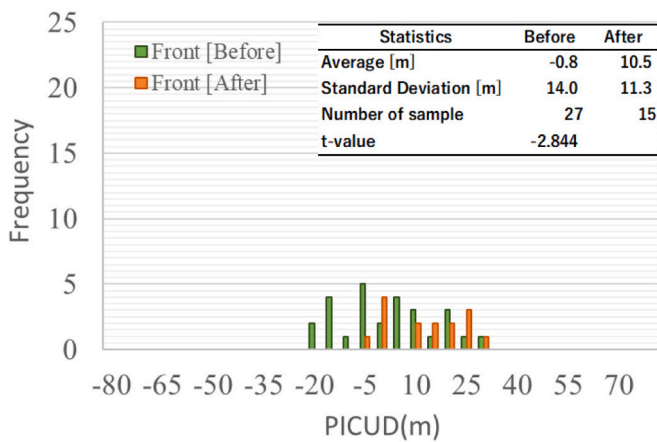 25
20
15
10
5
0
Frequency
Front [Before]
Front [After]
Statistics Before After
Average [m] -0.8 10.5
Standard Deviation [m] 14.0 11.3
Number of sample 27 15
t-value -2.844
-80 -65 -50 -35 -20 -5 10 25 40 55 70
PICUD(m)